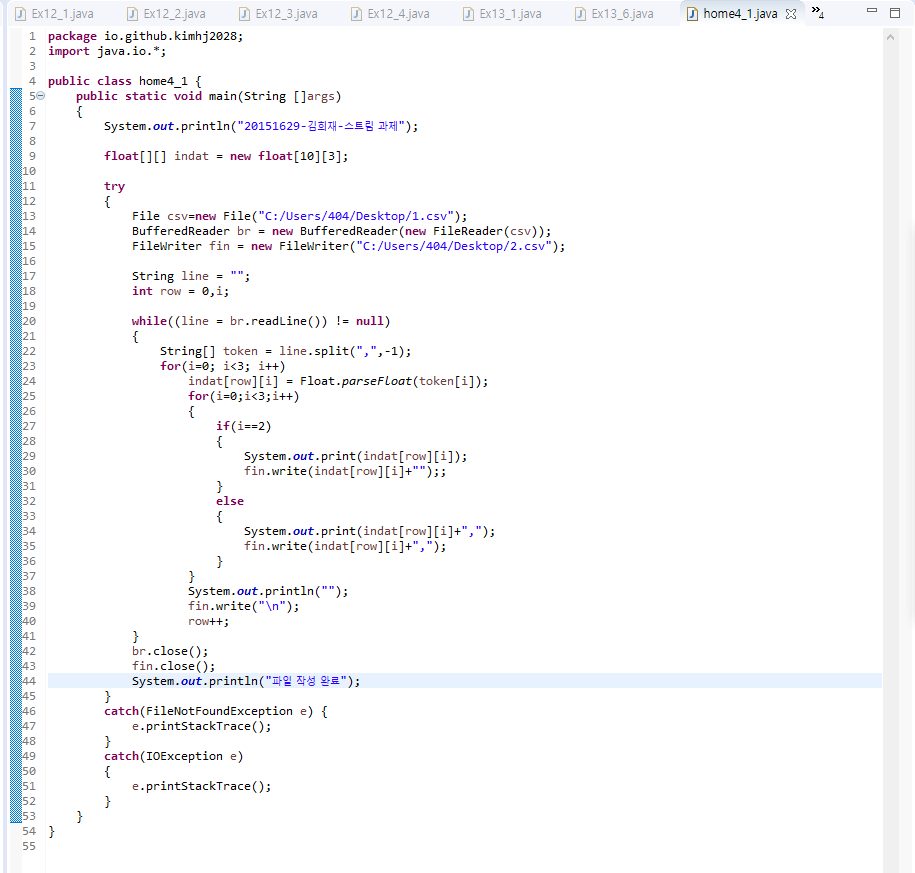 Ex12_1.java Ex12_2.java Ex12_3.java Ex12_4.java Ex13_1.java Ex13_6.java home4_1.java »4
1 package io.github.kimhj2028;
2 import java.io.*;
3
4 public class home4_1 {
5 public static void main(String []args)
6 {
7 System.out.println("20151629-김희재-스트림 과제");
8
9 float[][] indat = new float[10][3];
10
11 try
12 {
13 File csv=new File("C:/Users/404/Desktop/1.csv");
14 BufferedReader br = new BufferedReader(new FileReader(csv));
15 FileWriter fin = new FileWriter("C:/Users/404/Desktop/2.csv");
16
17 String line = "";
18 int row = 0,i;
19
20 while((line = br.readLine()) != null)
21 {
22 String[] token = line.split(",",-1);
23 for(i=0; i<3; i++)
24 indat[row][i] = Float.parseFloat(token[i]);
25 for(i=0;i<3;i++)
26 {
27 if(i==2)
28 {
29 System.out.print(indat[row][i]);
30 fin.write(indat[row][i]+"");;
31 }
32 else
33 {
34 System.out.print(indat[row][i]+",");
35 fin.write(indat[row][i]+",");
36 }
37 }
38 System.out.println("");
39 fin.write("\n");
40 row++;
41 }
42 br.close();
43 fin.close();
44 System.out.println("파일 작성 완료");
45 }
46 catch(FileNotFoundException e) {
47 e.printStackTrace();
48 }
49 catch(IOException e)
50 {
51 e.printStackTrace();
52 }
53 }
54 }
55